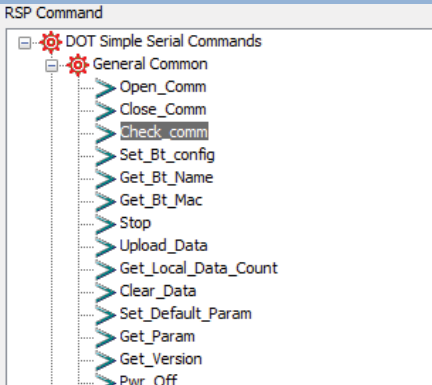 RSP Command
DOT Simple Serial Commands
General Common
Open_Comm
Close_Comm
Check_comm
Set_Bt_config
Get_Bt_Name
Get_Bt_Mac
Stop
Upload_Data
Get_Local_Data_Count
Clear_Data
Set_Default_Param
Get_Param
Get_Version
Pwr_Off